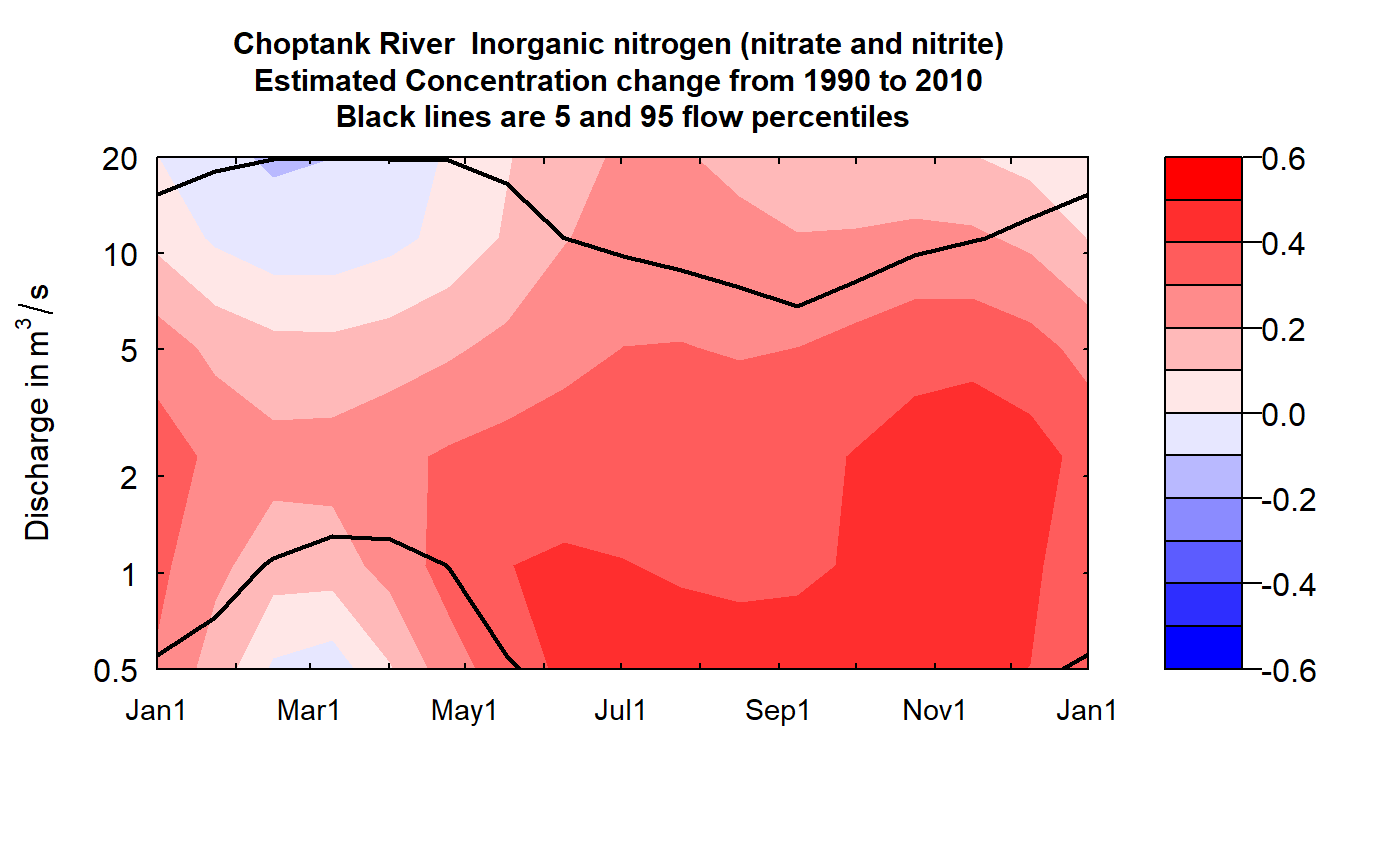 Choptank River  Inorganic nitrogen (nitrate and nitrite)
Estimated Concentration change from 1990 to 2010
Black lines are 5 and 95 flow percentiles
Discharge in m³/s
20
10
5
2
1
0.5
Jan1 Mar1 May1 Jul1 Sep1 Nov1 Jan1
0.6
0.4
0.2
0.0
-0.2
-0.4
-0.6